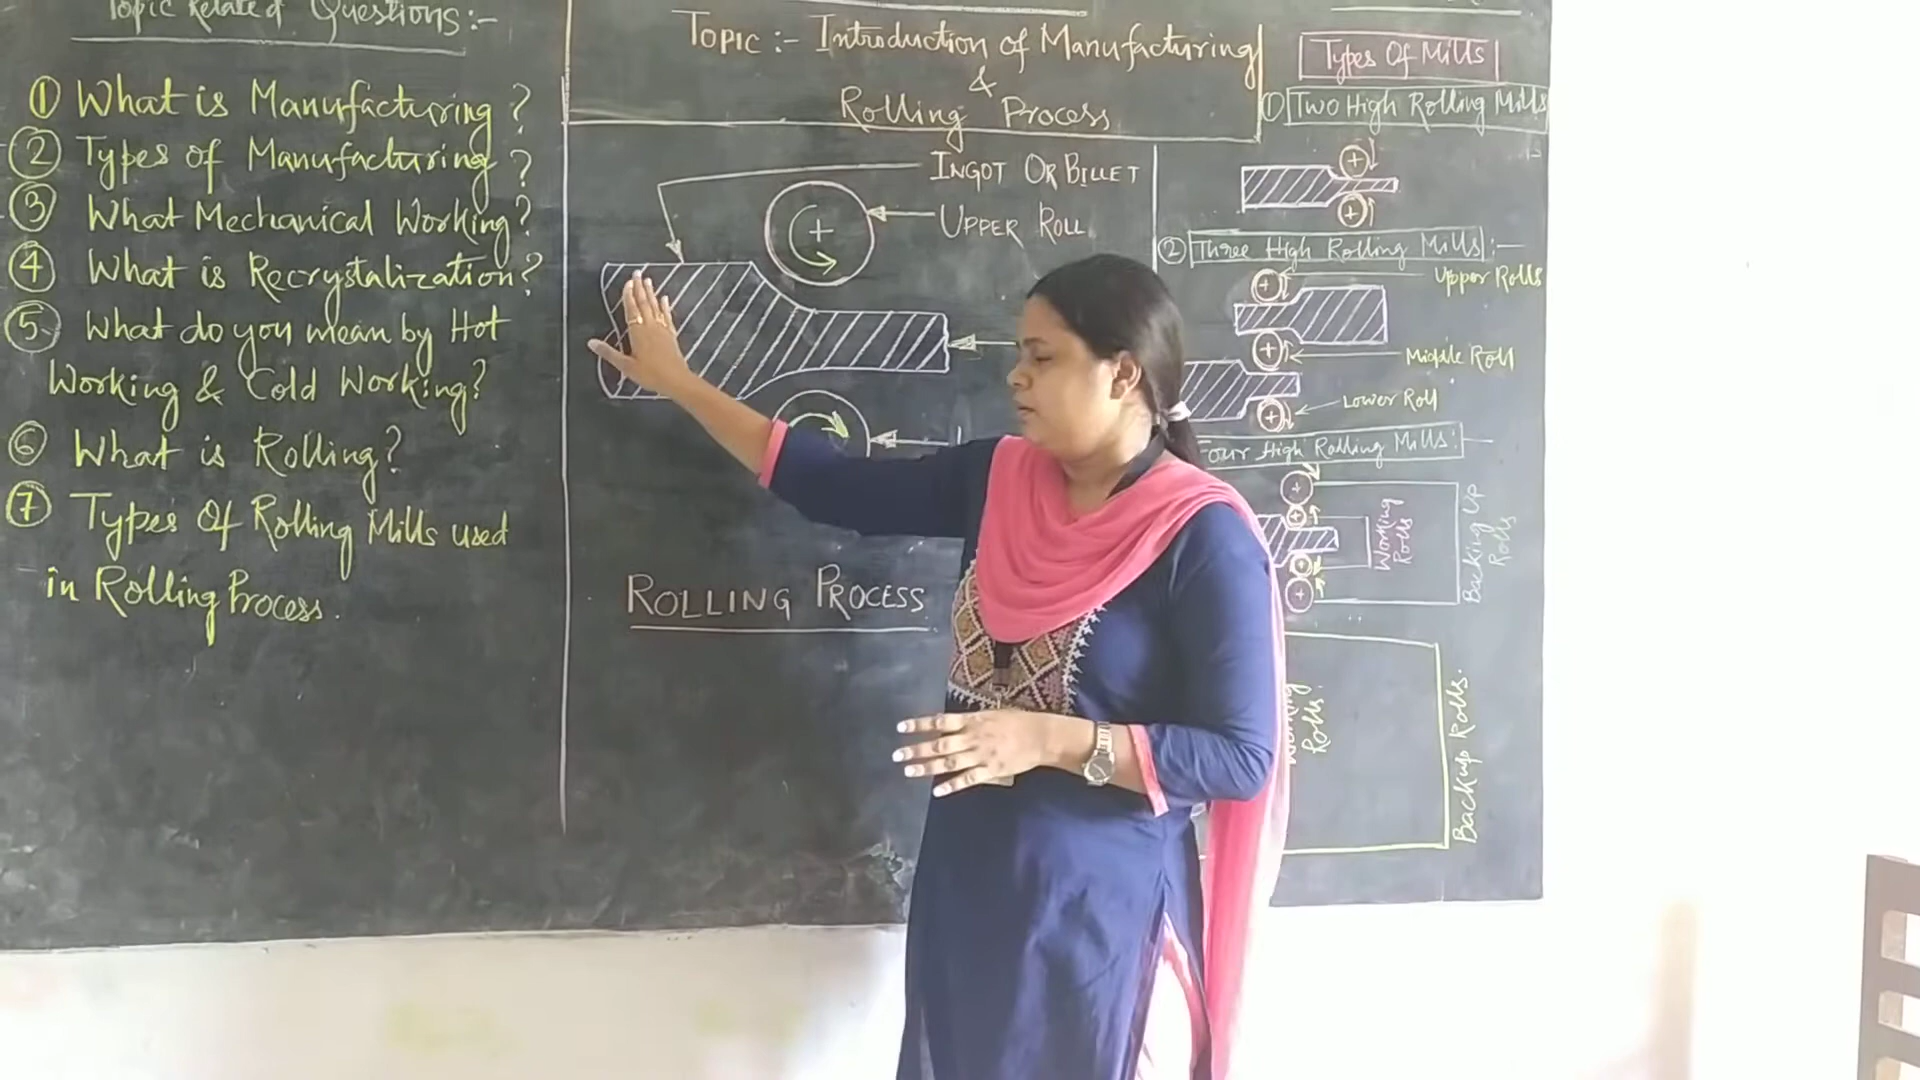 Topic Related Questions:-
① What is Manufacturing?
② Types of Manufacturing?
③ What Mechanical Working?
④ What is Recrystalization?
⑤ What do you mean by Hot
Working & Cold Working?
⑥ What is Rolling?
⑦ Types Of Rolling Mills used
in Rolling Process.
TOPIC :- Introduction of Manufacturing
&
Rolling Process
INGOT OR BILLET
UPPER ROLL
ROLLING PROCESS
Types Of Mills
① Two High Rolling Mills
② Three High Rolling Mills :-
Upper Rolls
Middle Roll
Lower Roll
Four High Rolling Mills:-
Working
Rolls
Backing Up
Rolls
Working
Rolls.
Backup Rolls.